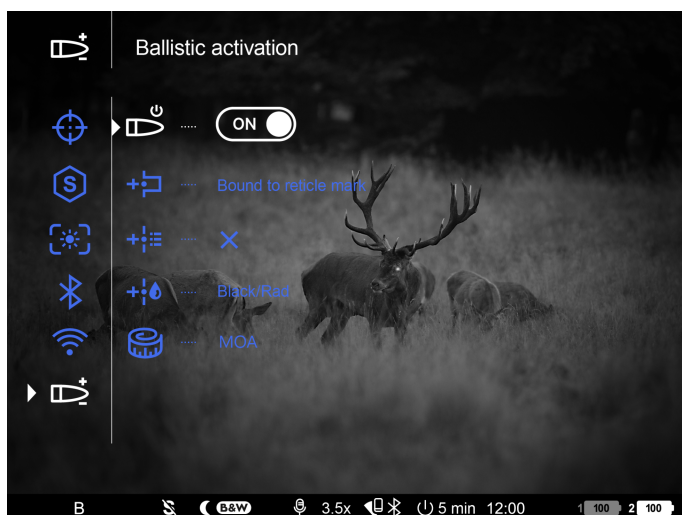 Ballistic activation
ON
S
Bound to reticle mark
Black/Ran
MOA
B S B&W 3.5x 5 min 12:00 1 100 2 100